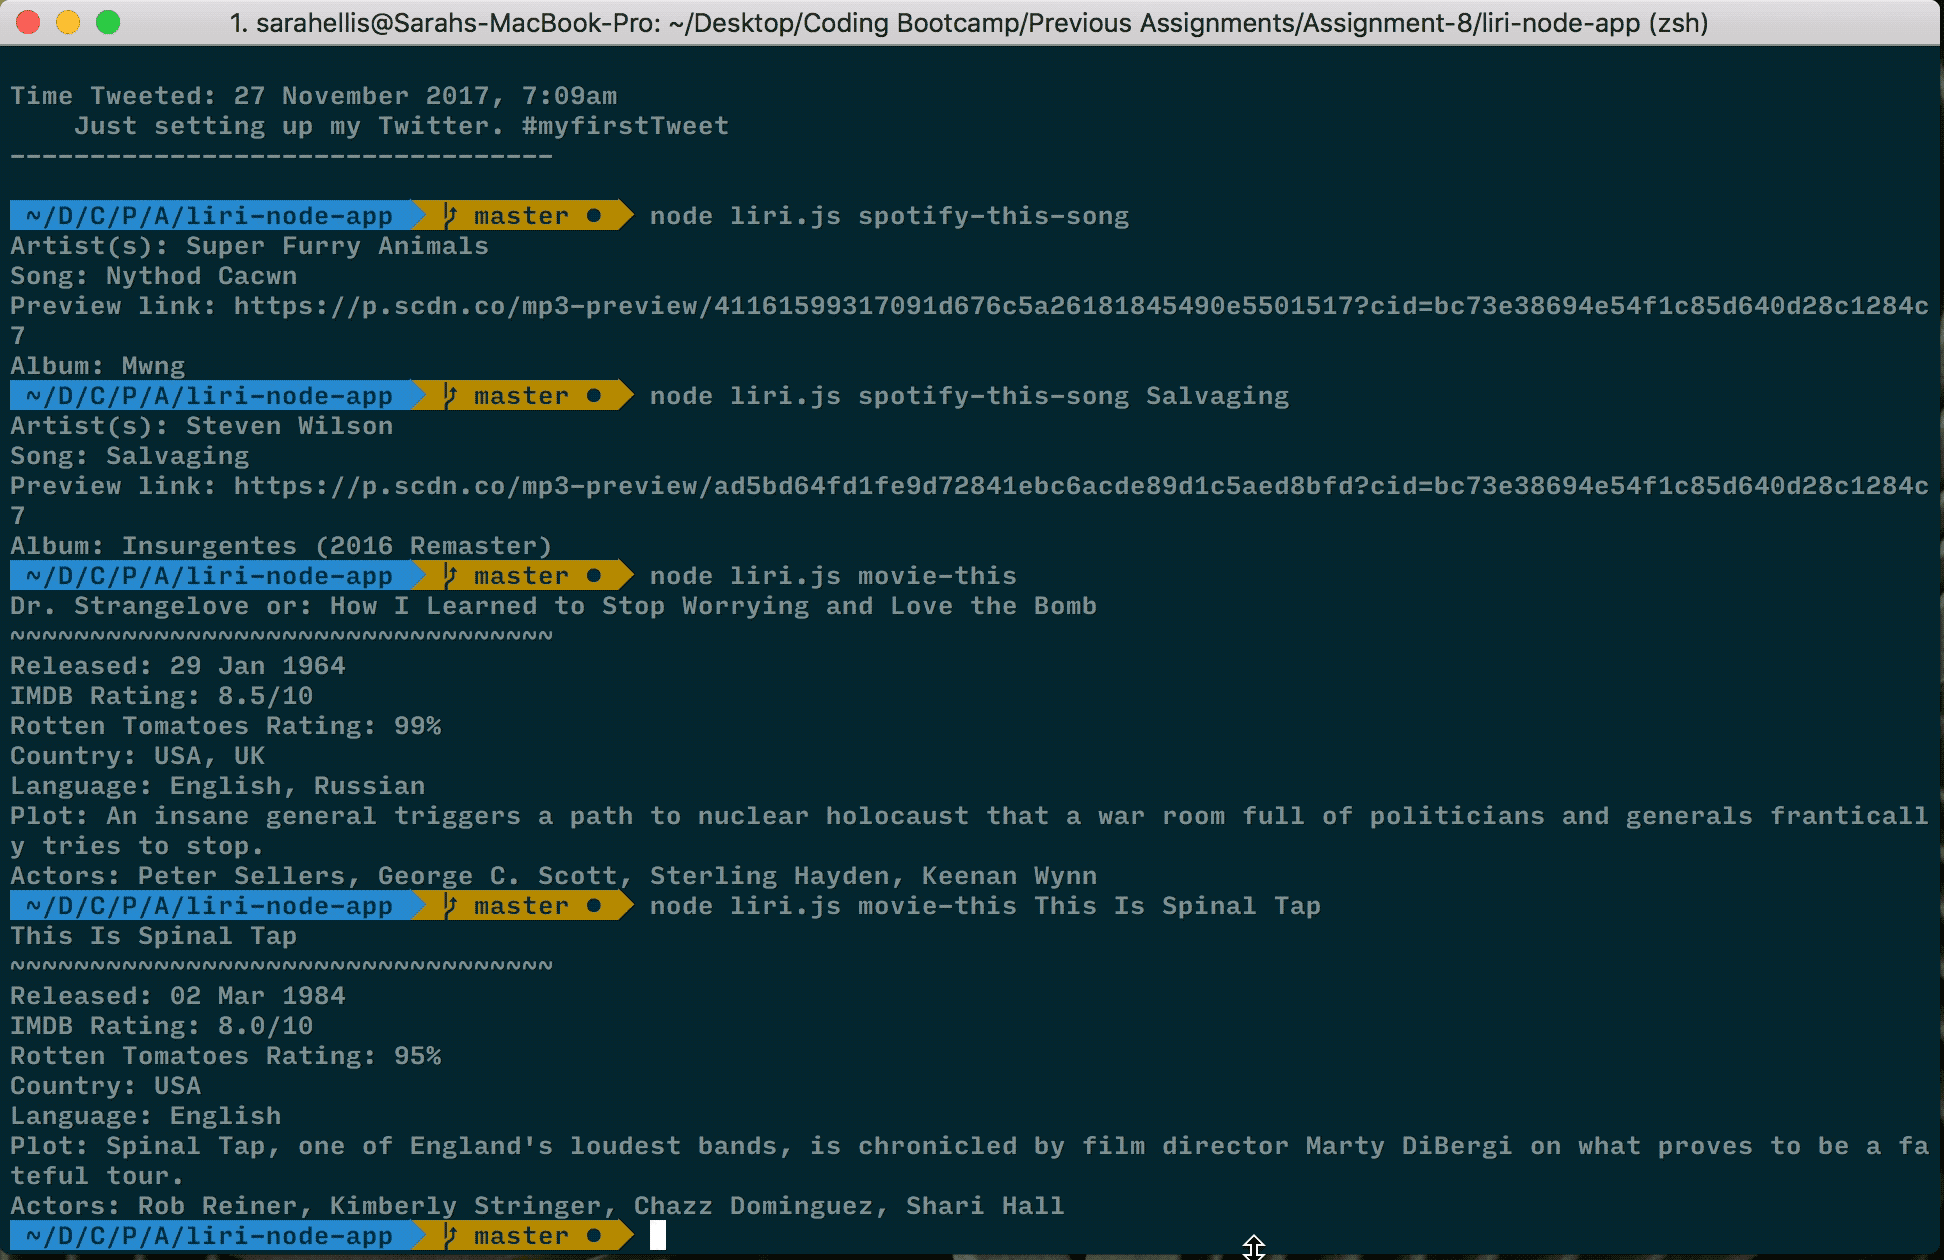 1. sarahellis@Sarahs-MacBook-Pro: ~/Desktop/Coding Bootcamp/Previous Assignments/Assignment-8/liri-node-app (zsh)
Time Tweeted: 27 November 2017, 7:09am
    Just setting up my Twitter. #myfirstTweet
----------------------------------
~/D/C/P/A/liri-node-app master ● node liri.js spotify-this-song
Artist(s): Super Furry Animals
Song: Nythod Cacwn
Preview link: https://p.scdn.co/mp3-preview/41161599317091d676c5a26181845490e5501517?cid=bc73e38694e54f1c85d640d28c1284c
7
Album: Mwng
~/D/C/P/A/liri-node-app master ● node liri.js spotify-this-song Salvaging
Artist(s): Steven Wilson
Song: Salvaging
Preview link: https://p.scdn.co/mp3-preview/ad5bd64fd1fe9d72841ebc6acde89d1c5aed8bfd?cid=bc73e38694e54f1c85d640d28c1284c
7
Album: Insurgentes (2016 Remaster)
~/D/C/P/A/liri-node-app master ● node liri.js movie-this
Dr. Strangelove or: How I Learned to Stop Worrying and Love the Bomb
~~~~~~~~~~~~~~~~~~~~~~~~~~~~~~~~~~
Released: 29 Jan 1964
IMDB Rating: 8.5/10
Rotten Tomatoes Rating: 99%
Country: USA, UK
Language: English, Russian
Plot: An insane general triggers a path to nuclear holocaust that a war room full of politicians and generals franticall
y tries to stop.
Actors: Peter Sellers, George C. Scott, Sterling Hayden, Keenan Wynn
~/D/C/P/A/liri-node-app master ● node liri.js movie-this This Is Spinal Tap
This Is Spinal Tap
~~~~~~~~~~~~~~~~~~~~~~~~~~~~~~~~~~
Released: 02 Mar 1984
IMDB Rating: 8.0/10
Rotten Tomatoes Rating: 95%
Country: USA
Language: English
Plot: Spinal Tap, one of England's loudest bands, is chronicled by film director Marty DiBergi on what proves to be a fa
teful tour.
Actors: Rob Reiner, Kimberly Stringer, Chazz Dominguez, Shari Hall
~/D/C/P/A/liri-node-app master ●